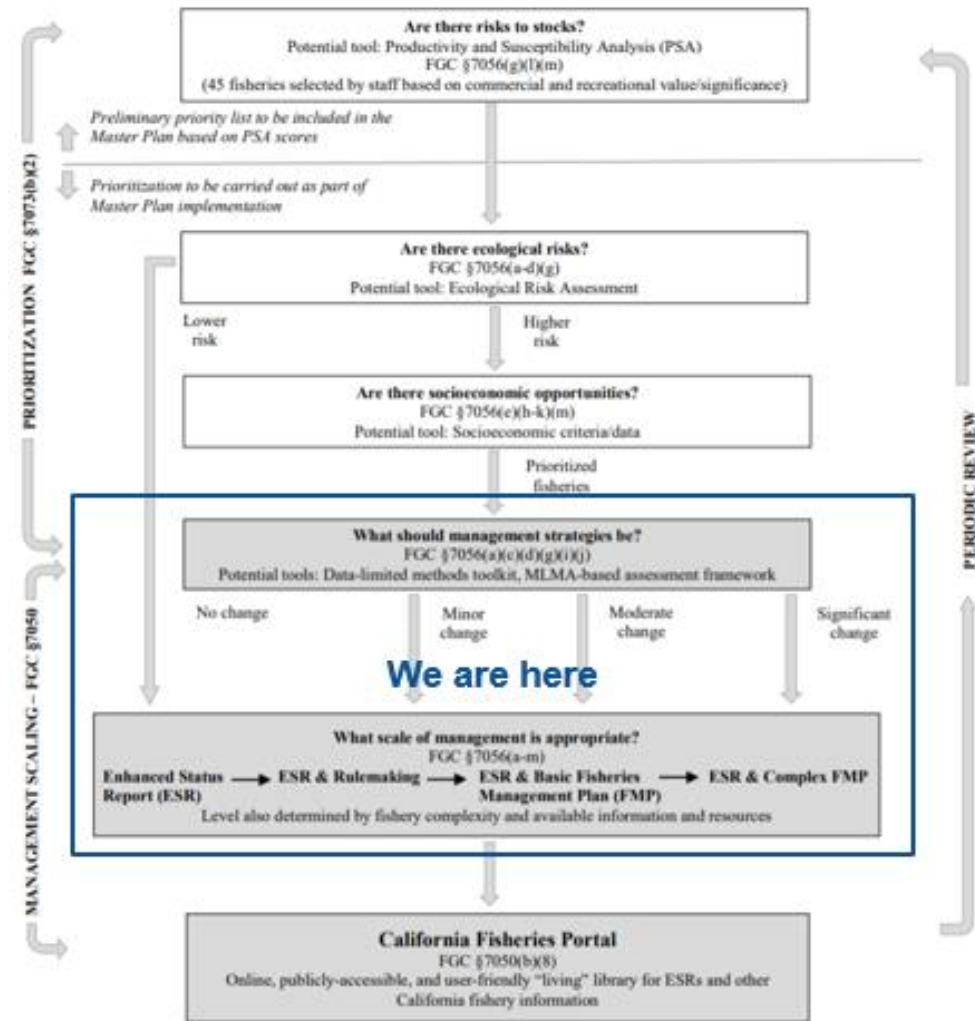 Are there risks to stocks?
Potential tool: Productivity and Susceptibility Analysis (PSA)
FGC §7056(g)(l)(m)
(45 fisheries selected by staff based on commercial and recreational value/significance)
Preliminary priority list to be included in the
Master Plan based on PSA scores
Prioritization to be carried out as part of
Master Plan implementation
PRIORITIZATION FGC §7073(b)(2)
Are there ecological risks?
FGC §7056(a-d)(g)
Potential tool: Ecological Risk Assessment
Lower
risk
Higher
risk
Are there socioeconomic opportunities?
FGC §7056(e)(h-k)(m)
Potential tool: Socioeconomic criteria/data
Prioritized
fisheries
PERIODIC REVIEW
What should management strategies be?
FGC §7056(a)(c)(d)(g)(i)(j)
Potential tools: Data-limited methods toolkit, MLMA-based assessment framework
No change
Minor
change
Moderate
change
Significant
change
We are here
MANAGEMENT SCALING – FGC §7050
What scale of management is appropriate?
FGC §7056(a-m)
Enhanced Status
Report (ESR)
ESR & Rulemaking
ESR & Basic Fisheries
Management Plan (FMP)
ESR & Complex FMP
Level also determined by fishery complexity and available information and resources
California Fisheries Portal
FGC §7050(b)(8)
Online, publicly-accessible, and user-friendly “living” library for ESRs and other
California fishery information